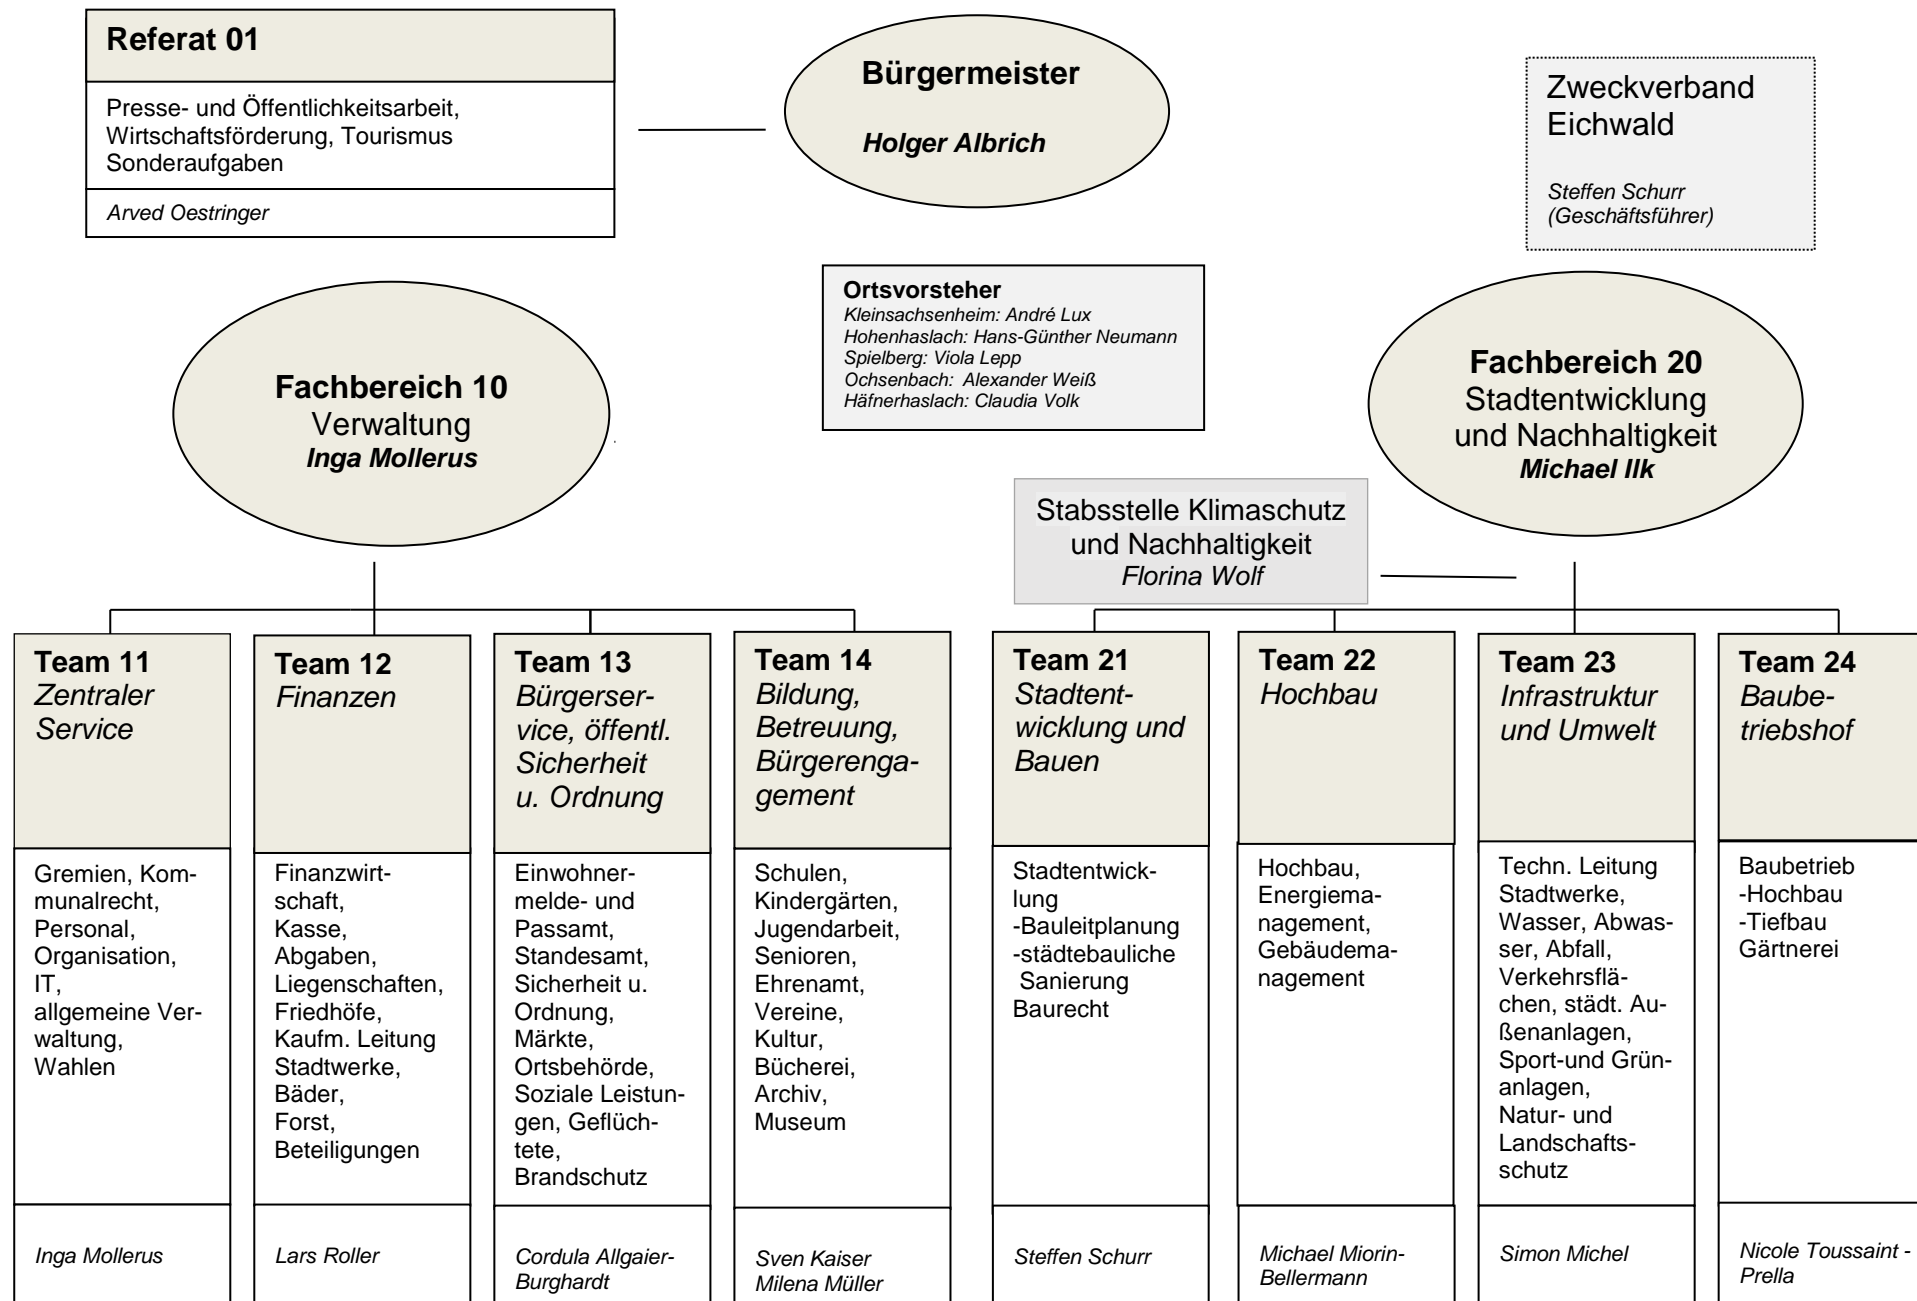 Referat 01
Presse- und Öffentlichkeitsarbeit,
Wirtschaftsförderung, Tourismus
Sonderaufgaben
Arved Oestringer
Bürgermeister
Holger Albrich
Zweckverband
Eichwald
Steffen Schurr
(Geschäftsführer)
Ortsvorsteher
Kleinsachsenheim: André Lux
Hohenhaslach: Hans-Günther Neumann
Spielberg: Viola Lepp
Ochsenbach:  Alexander Weiß
Häfnerhaslach: Claudia Volk
Fachbereich 10
Verwaltung
Inga Mollerus
Fachbereich 20
Stadtentwicklung
und Nachhaltigkeit
Michael Ilk
Stabsstelle Klimaschutz
und Nachhaltigkeit
Florina Wolf
Team 11
Zentraler
Service
Gremien, Kom-
munalrecht,
Personal,
Organisation,
IT,
allgemeine Ver-
waltung,
Wahlen
Inga Mollerus
Team 12
Finanzen
Finanzwirt-
schaft,
Kasse,
Abgaben,
Liegenschaften,
Friedhöfe,
Kaufm. Leitung
Stadtwerke,
Bäder,
Forst,
Beteiligungen
Lars Roller
Team 13
Bürgerser-
vice, öffentl.
Sicherheit
u. Ordnung
Einwohner-
melde- und
Passamt,
Standesamt,
Sicherheit u.
Ordnung,
Märkte,
Ortsbehörde,
Soziale Leistun-
gen, Geflüch-
tete,
Brandschutz
Cordula Allgaier-
Burghardt
Team 14
Bildung,
Betreuung,
Bürgerenga-
gement
Schulen,
Kindergärten,
Jugendarbeit,
Senioren,
Ehrenamt,
Vereine,
Kultur,
Bücherei,
Archiv,
Museum
Sven Kaiser
Milena Müller
Team 21
Stadtent-
wicklung und
Bauen
Stadtentwick-
lung
-Bauleitplanung
-städtebauliche
Sanierung
Baurecht
Steffen Schurr
Team 22
Hochbau
Hochbau,
Energiema-
nagement,
Gebäudema-
nagement
Michael Miorin-
Bellermann
Team 23
Infrastruktur
und Umwelt
Techn. Leitung
Stadtwerke,
Wasser, Abwas-
ser, Abfall,
Verkehrsflä-
chen, städt. Au-
ßenanlagen,
Sport-und Grün-
anlagen,
Natur- und
Landschafts-
schutz
Simon Michel
Team 24
Baube-
triebshof
Baubetrieb
-Hochbau
-Tiefbau
Gärtnerei
Nicole Toussaint -
Prella